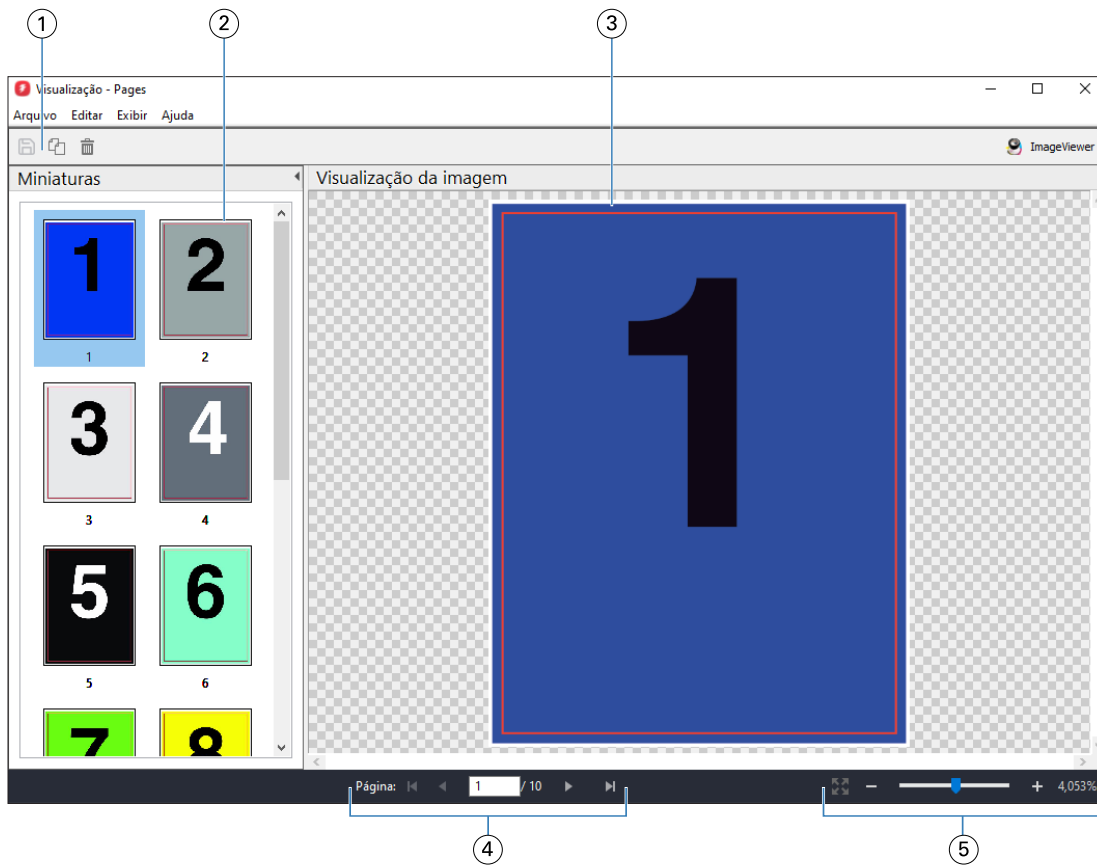 1 2 3
Visualização - Pages
Arquivo Editar Exibir Ajuda
ImageViewer
Miniaturas
Visualização da imagem
1 2
1 2
3 4
3 4
5 6
5 6
7 8
1
Página: 1 / 10 4,053%
4 5